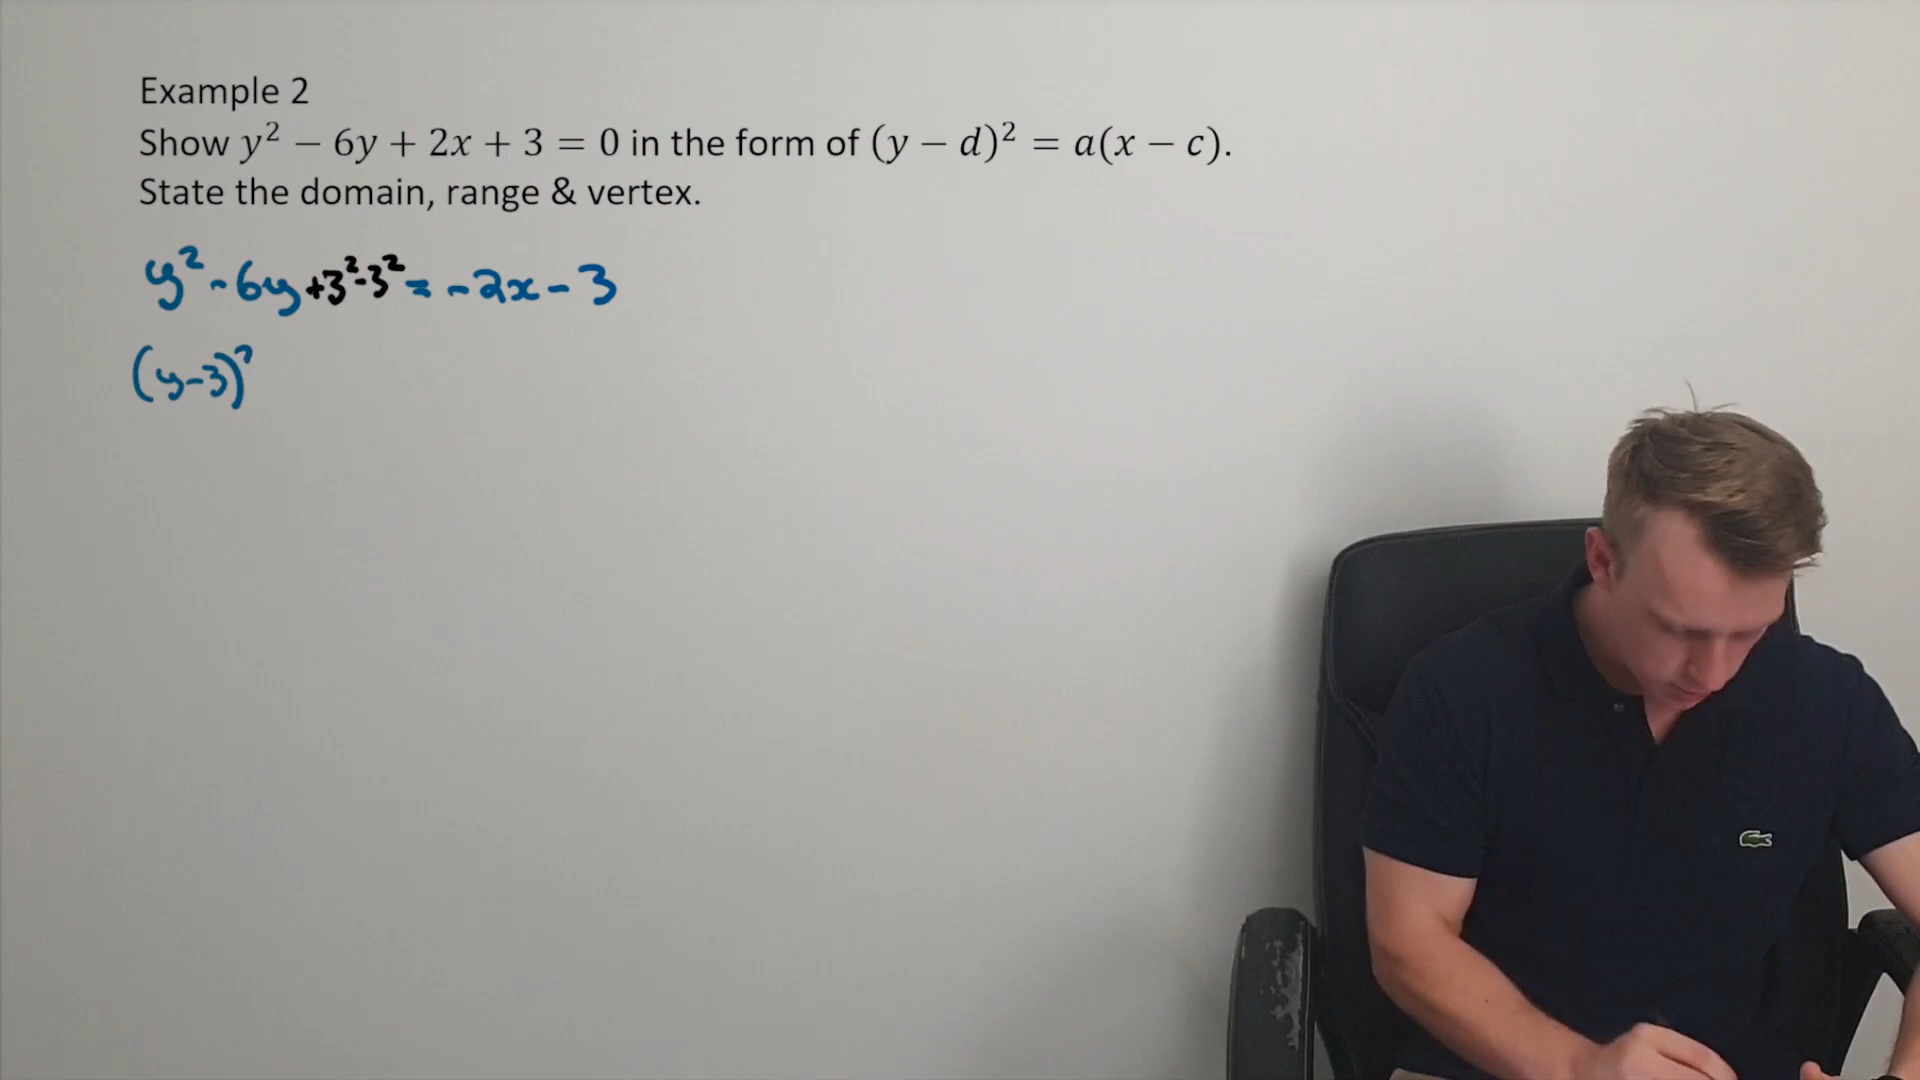 Example 2
Show y² − 6y + 2x + 3 = 0 in the form of (y − d)² = a(x − c).
State the domain, range & vertex.
y² - 6y +3² -3² = -2x - 3
(y-3)²